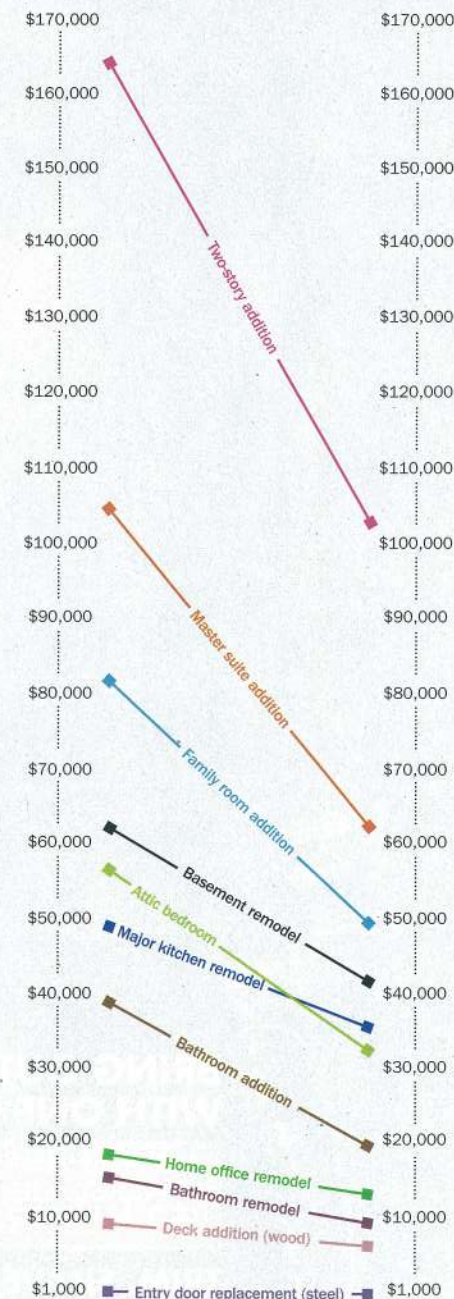 $170,000 $170,000
$160,000 $160,000
$150,000 $150,000
$140,000 $140,000
Two-story addition
$130,000 $130,000
$120,000 $120,000
$110,000 $110,000
$100,000 $100,000
$90,000 $90,000
Master suite addition
$80,000 $80,000
Family room addition
$70,000 $70,000
$60,000 $60,000
Basement remodel
Attic bedroom
$50,000 $50,000
Major kitchen remodel
$40,000 $40,000
Bathroom addition
$30,000 $30,000
$20,000 $20,000
Home office remodel
Bathroom remodel
$10,000 $10,000
Deck addition (wood)
$1,000 Entry door replacement (steel) $1,000